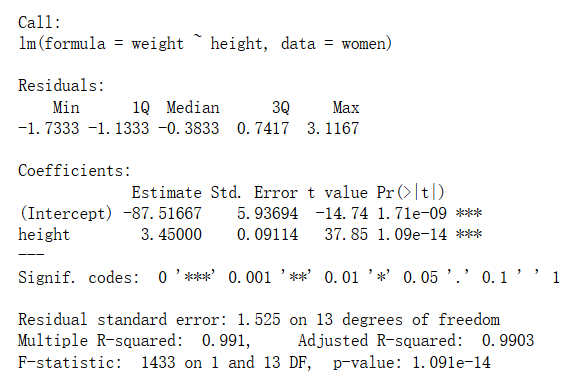 Call:
lm(formula = weight ~ height, data = women)
Residuals:
    Min      1Q  Median      3Q     Max
-1.7333 -1.1333 -0.3833  0.7417  3.1167
Coefficients:
             Estimate Std. Error t value Pr(>|t|)
(Intercept) -87.51667    5.93694  -14.74 1.71e-09 ***
height        3.45000    0.09114   37.85 1.09e-14 ***
---
Signif. codes:  0 '***' 0.001 '**' 0.01 '*' 0.05 '.' 0.1 ' ' 1
Residual standard error: 1.525 on 13 degrees of freedom
Multiple R-squared:  0.991,     Adjusted R-squared:  0.9903
F-statistic:  1433 on 1 and 13 DF,  p-value: 1.091e-14